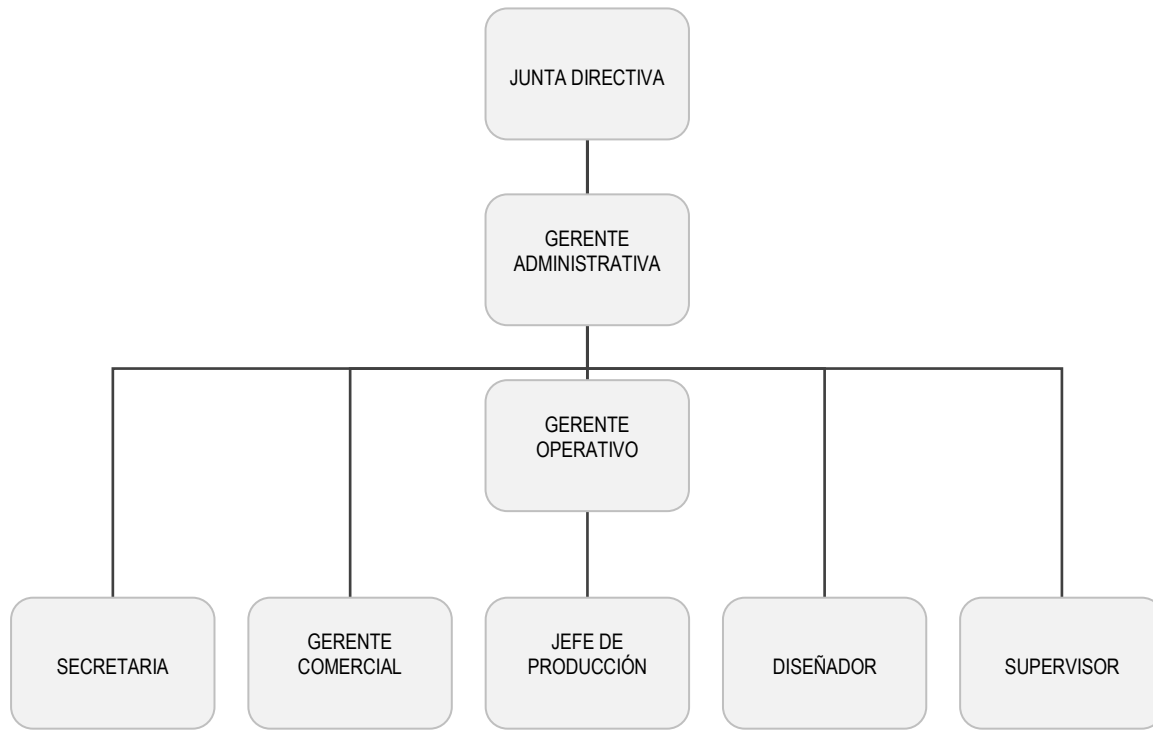 JUNTA DIRECTIVA
GERENTE
ADMINISTRATIVA
GERENTE
OPERATIVO
SECRETARIA
GERENTE
COMERCIAL
JEFE DE
PRODUCCIÓN
DISEÑADOR
SUPERVISOR